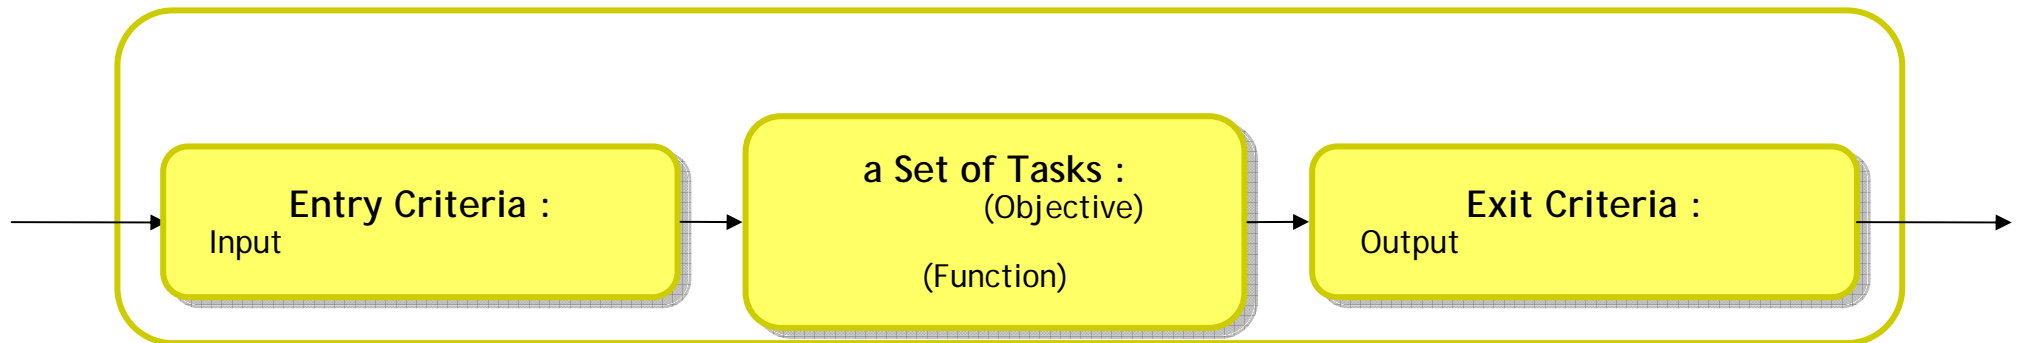 Entry Criteria :
Input
a Set of Tasks :
(Objective)
(Function)
Exit Criteria :
Output